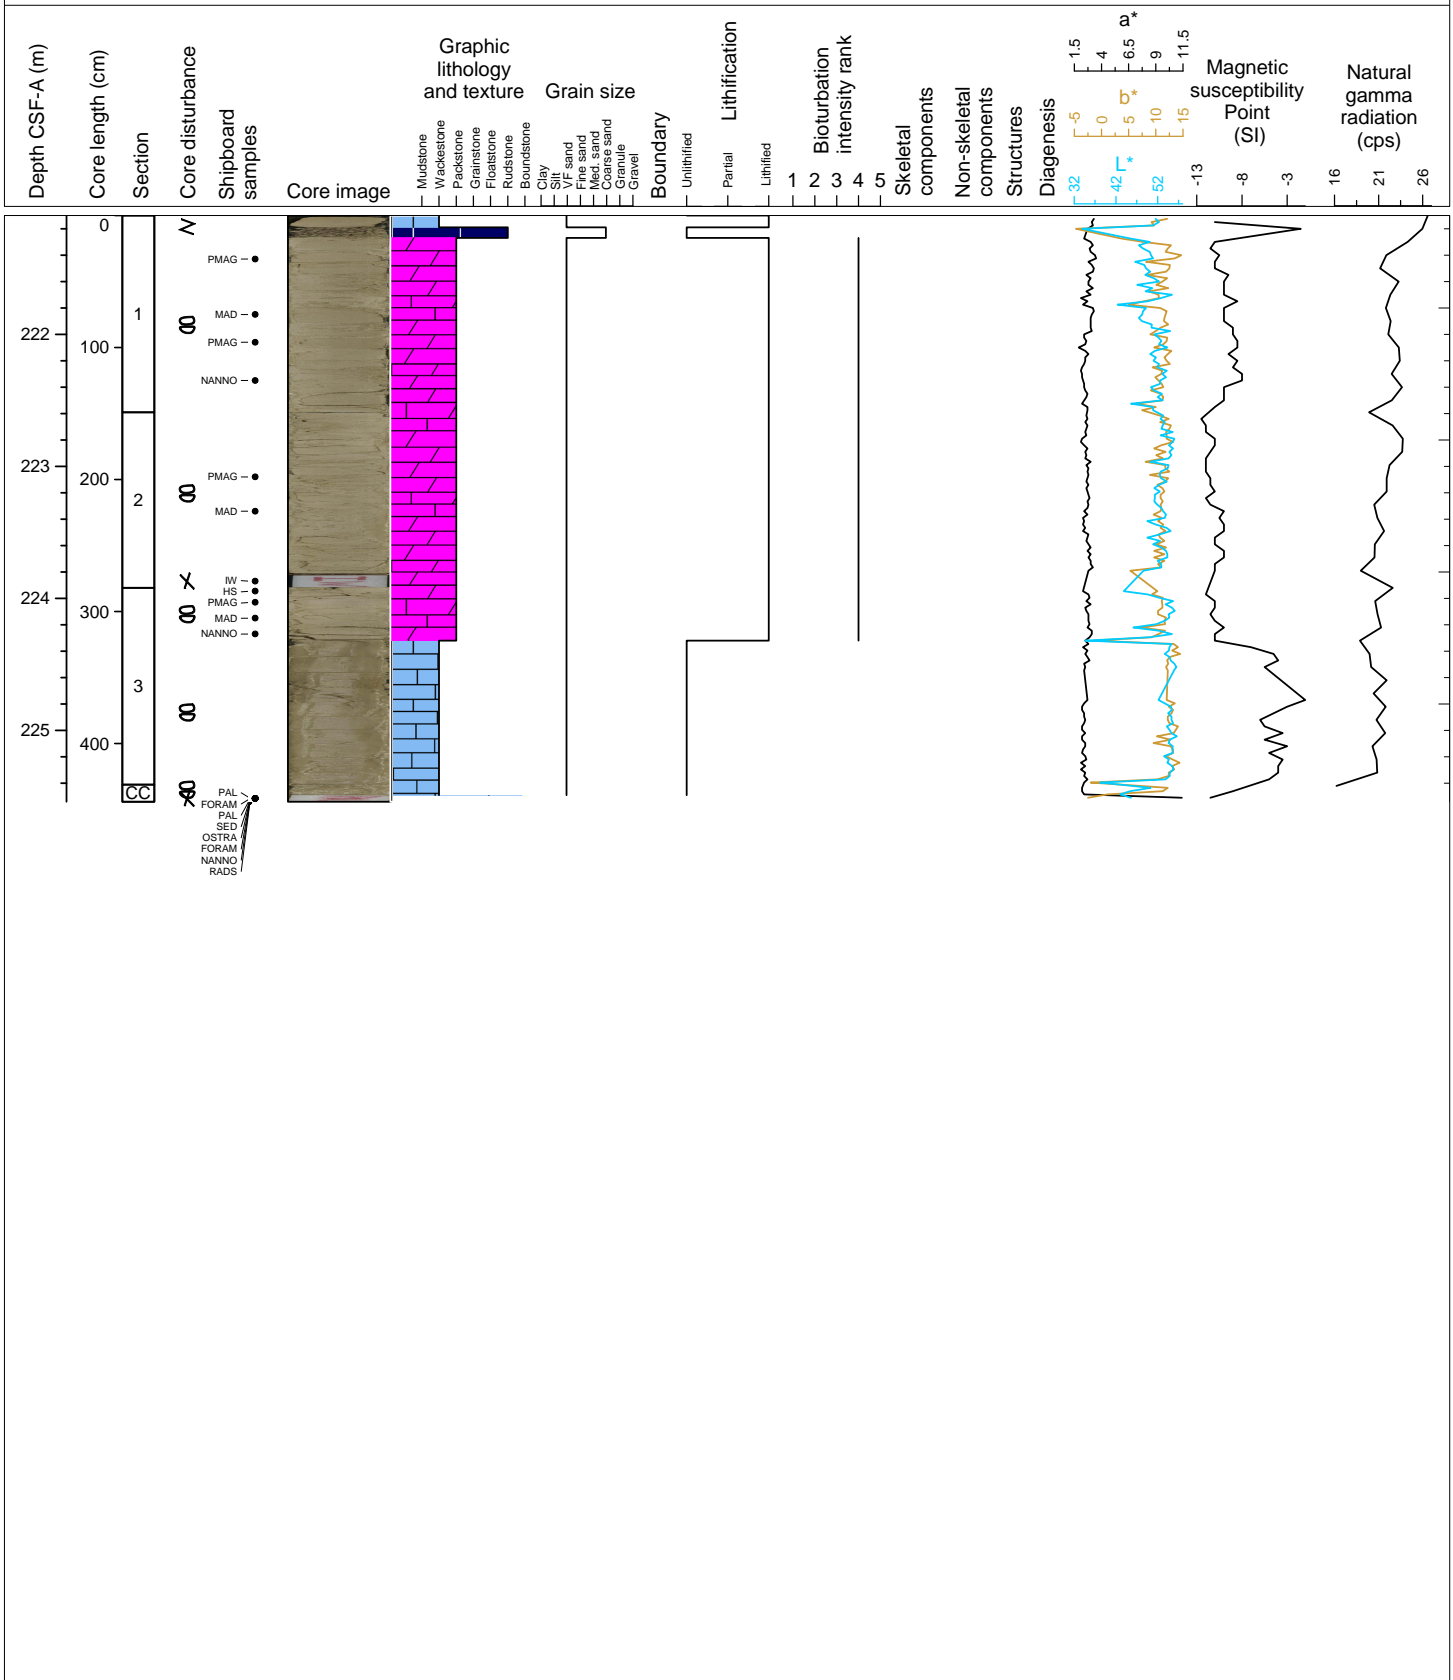 Depth CSF-A (m)
Core length (cm)
Section
Core disturbance
Shipboard
samples
Core image
Graphic
lithology
and texture
Mudstone
Wackestone
Packstone
Grainstone
Floatstone
Rudstone
Boundstone
Grain size
Clay
Silt
VF sand
Fine sand
Med. sand
Coarse sand
Granule
Gravel
Boundary
Lithification
Unlithified
Partial
Lithified
Bioturbation
intensity rank
1 2 3 4 5
Skeletal
components
Non-skeletal
components
Structures
Diagenesis
a*
1.5 4 6.5 9 11.5
b*
-5 0 5 10 15
L*
32 42 52
Magnetic
susceptibility
Point
(SI)
-13 -8 -3
Natural
gamma
radiation
(cps)
16 21 26
0
PMAG
MAD
1
222
PMAG
100
NANNO
223
PMAG
200
2
MAD
IW
HS
224
PMAG
300
MAD
NANNO
3
225
400
CC
PAL
FORAM
PAL
SED
OSTRA
FORAM
NANNO
RADS